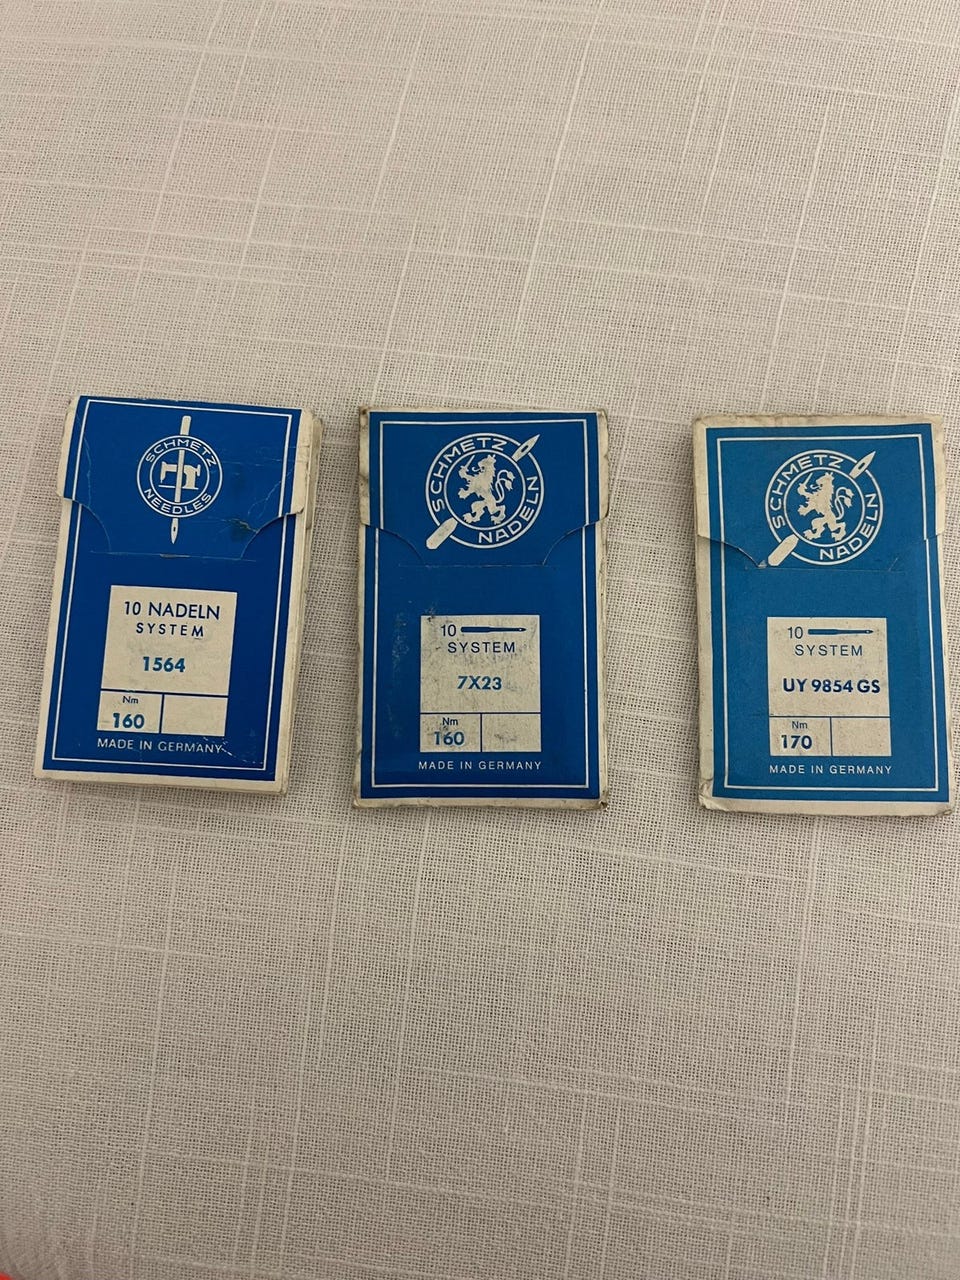 SCHMETZ
NEEDLES
10 NADELN
SYSTEM
1564
Nm
160
MADE IN GERMANY
SCHMETZ
NADELN
10
SYSTEM
7X23
Nm
160
MADE IN GERMANY
SCHMETZ
NADELN
10
SYSTEM
UY 9854 GS
Nm
170
MADE IN GERMANY